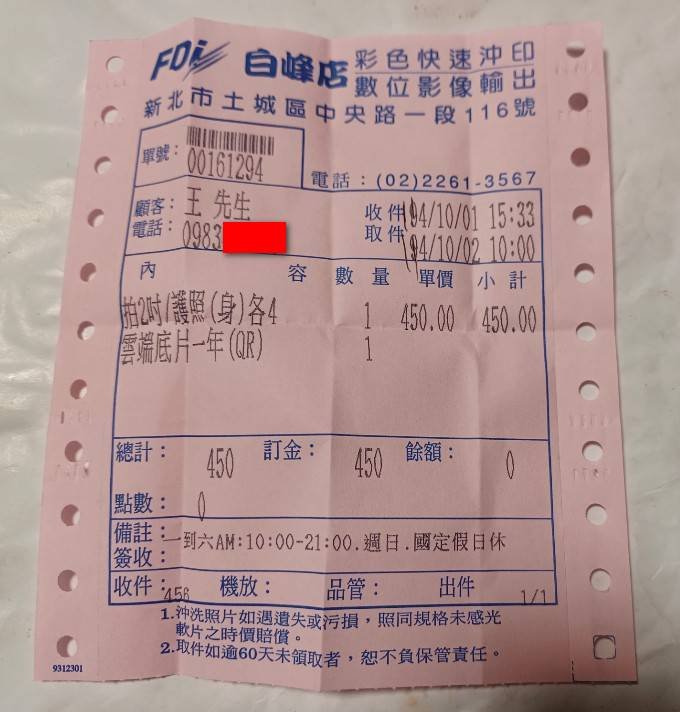 FDi 白峰店 彩色快速沖印
數位影像輸出
新北市土城區中央路一段116號
單號：00161294
電話：(02)2261-3567
顧客：王 先生
電話：0983
收件 94/10/01 15:33
取件 94/10/02 10:00
內 容 數量 單價 小計
拍2吋/護照(身)各4 1 450.00 450.00
雲端底片一年(QR) 1
總計：450 訂金：450 餘額：0
點數：0
備註：一到六AM:10:00-21:00.週日.國定假日休
簽收：
收件：456 機放： 品管： 出件 1/1
1.沖洗照片如遇遺失或污損，照同規格未感光
軟片之時價賠償。
2.取件如逾60天未領取者，恕不負保管責任。
9312301